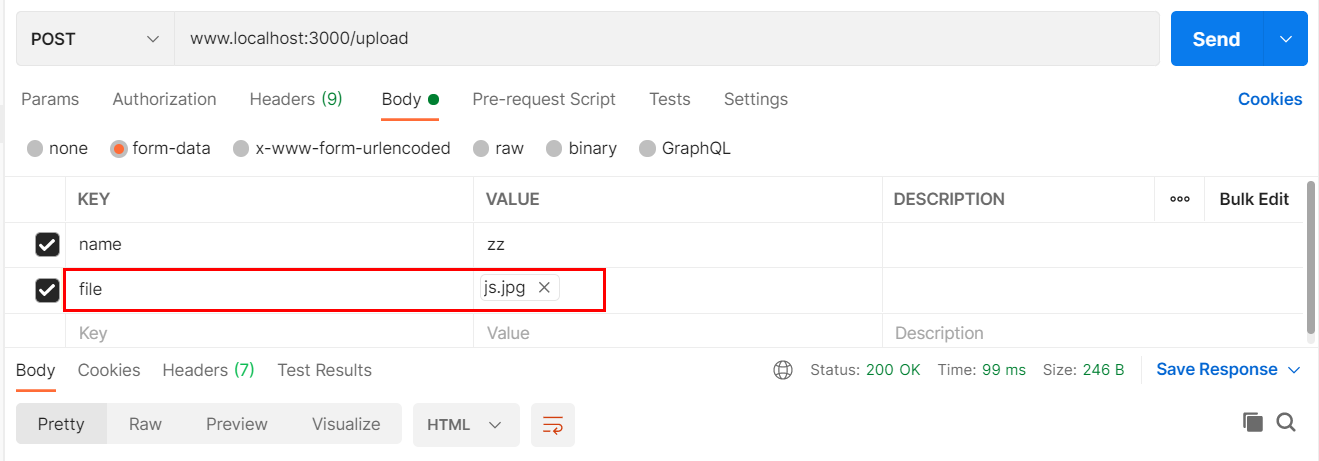 POST www.localhost:3000/upload Send
Params Authorization Headers (9) Body Pre-request Script Tests Settings Cookies
none form-data x-www-form-urlencoded raw binary GraphQL
KEY VALUE DESCRIPTION ooo Bulk Edit
name zz
file js.jpg
Key Value Description
Body Cookies Headers (7) Test Results Status: 200 OK Time: 99 ms Size: 246 B Save Response
Pretty Raw Preview Visualize HTML